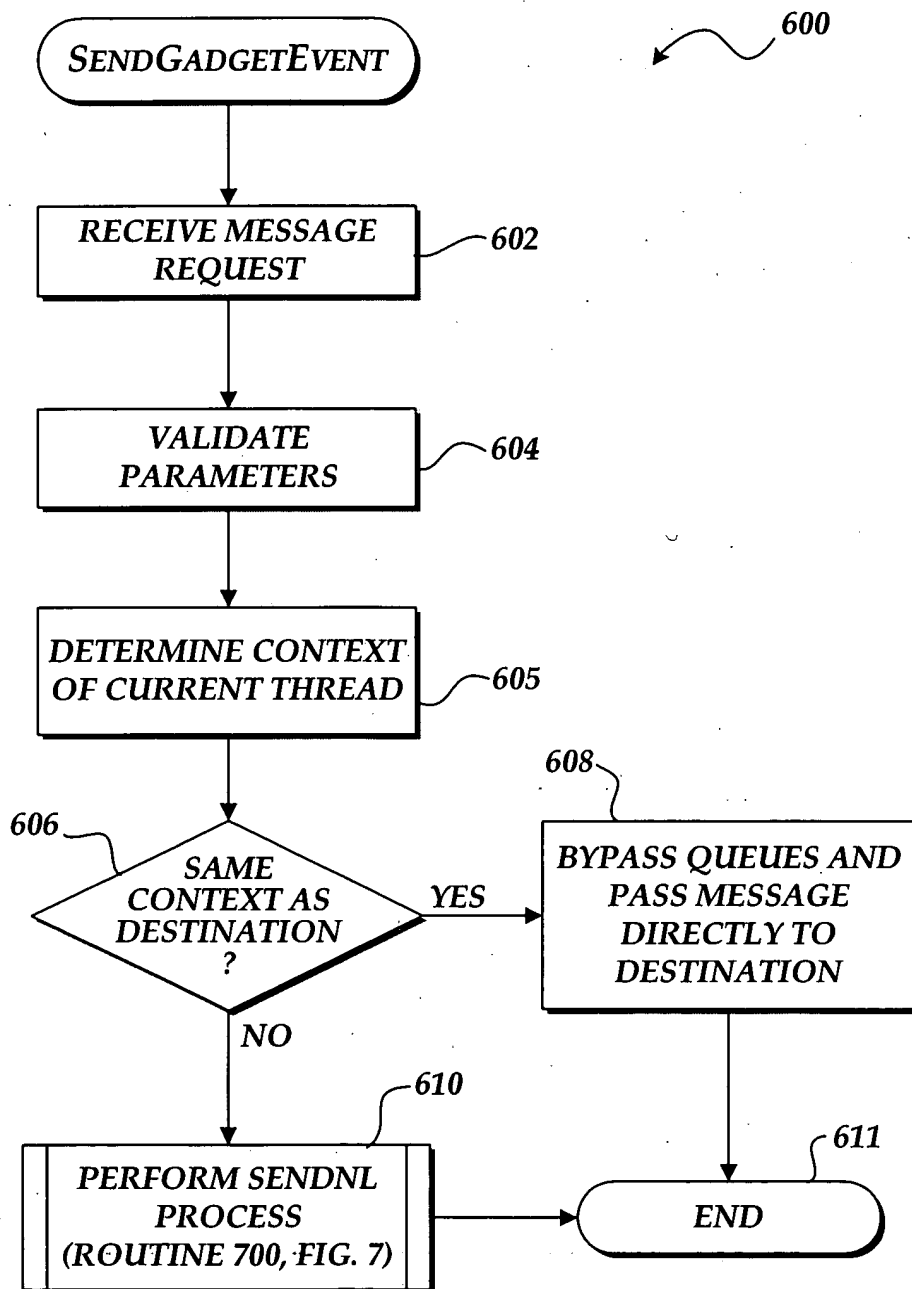 SENDGADGETEVENT
600
RECEIVE MESSAGE
REQUEST
602
VALIDATE
PARAMETERS
604
DETERMINE CONTEXT
OF CURRENT THREAD
605
606
SAME
CONTEXT AS
DESTINATION
?
YES
NO
608
BYPASS QUEUES AND
PASS MESSAGE
DIRECTLY TO
DESTINATION
610
PERFORM SENDNL
PROCESS
(ROUTINE 700, FIG. 7)
611
END